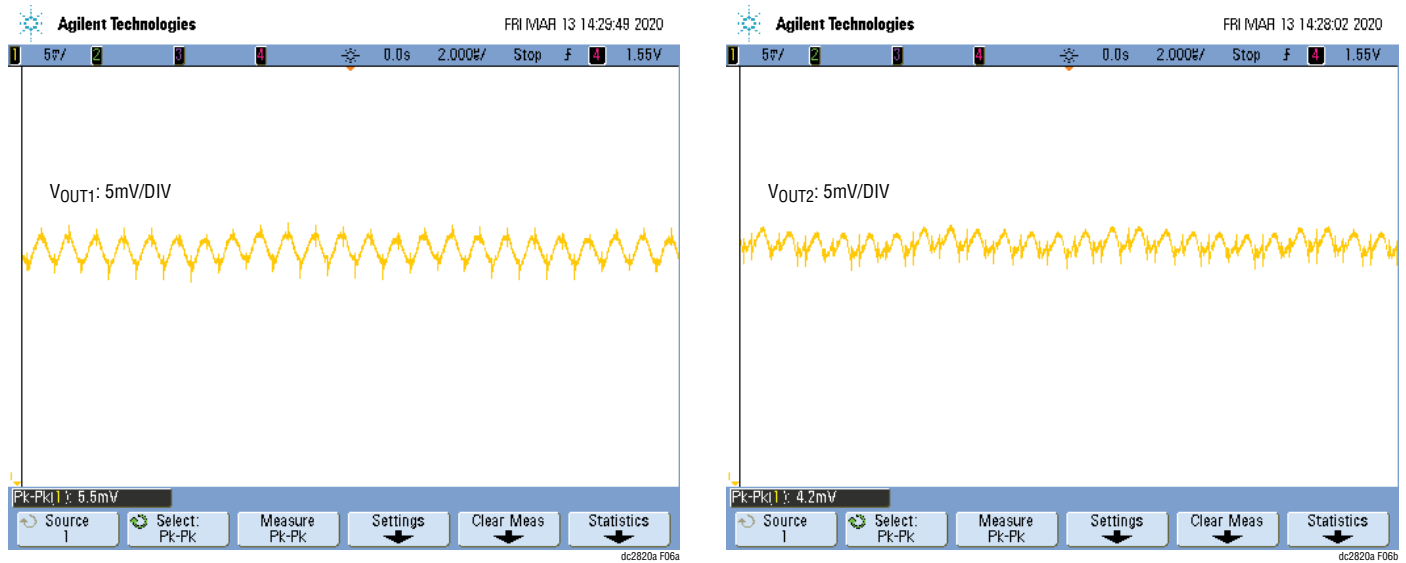 Agilent Technologies FRI MAR 13 14:29:49 2020
1 5m/ 2 3 4 0.0s 2.000 / Stop 4 1.55V
VOUT1: 5mV/DIV
Pk-Pk(1): 5.5mV
Source 1 Select: Pk-Pk Measure Pk-Pk Settings Clear Meas Statistics
dc2820a F06a
Agilent Technologies FRI MAR 13 14:28:02 2020
1 5m/ 2 3 4 0.0s 2.000 / Stop 4 1.55V
VOUT2: 5mV/DIV
Pk-Pk(1): 4.2mV
Source 1 Select: Pk-Pk Measure Pk-Pk Settings Clear Meas Statistics
dc2820a F06b